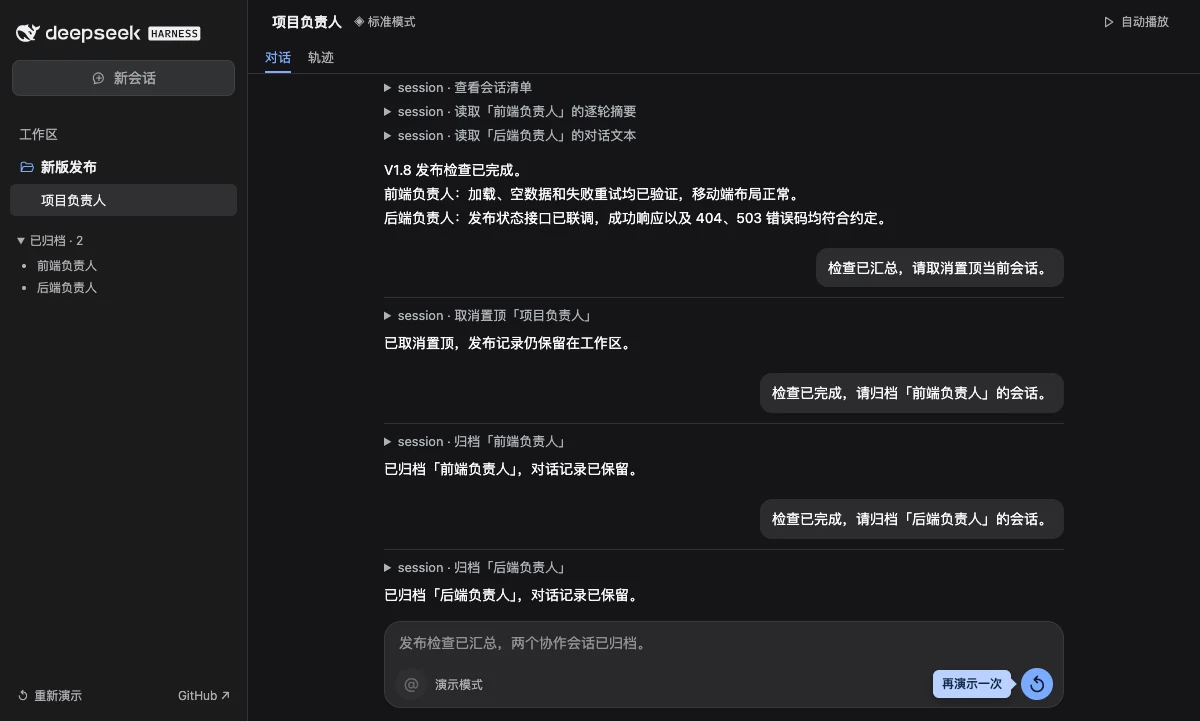 deepseek HARNESS
新会话
工作区
新版发布
项目负责人
已归档 · 2
前端负责人
后端负责人
重新演示
GitHub
项目负责人 标准模式
自动播放
对话 轨迹
session · 查看会话清单
session · 读取「前端负责人」的逐轮摘要
session · 读取「后端负责人」的对话文本
V1.8 发布检查已完成。
前端负责人：加载、空数据和失败重试均已验证，移动端布局正常。
后端负责人：发布状态接口已联调，成功响应以及 404、503 错误码均符合约定。
检查已汇总，请取消置顶当前会话。
session · 取消置顶「项目负责人」
已取消置顶，发布记录仍保留在工作区。
检查已完成，请归档「前端负责人」的会话。
session · 归档「前端负责人」
已归档「前端负责人」，对话记录已保留。
检查已完成，请归档「后端负责人」的会话。
session · 归档「后端负责人」
已归档「后端负责人」，对话记录已保留。
发布检查已汇总，两个协作会话已归档。
@ 演示模式
再演示一次